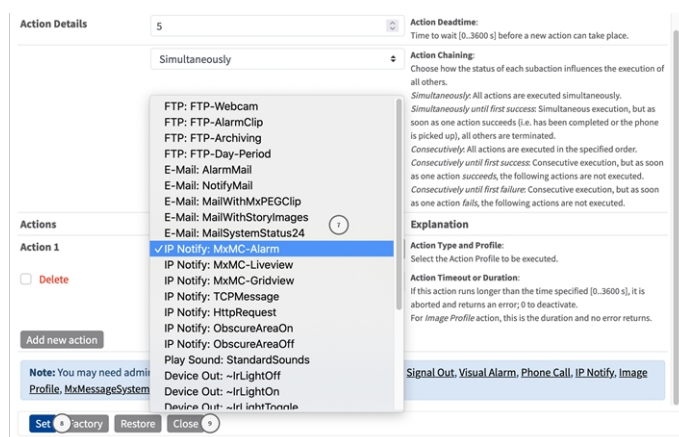 Action Details
5
Action Deadtime:
Time to wait [0..3600 s] before a new action can take place.
Simultaneously
Action Chaining:
Choose how the status of each subaction influences the execution of
all others.
Simultaneously: All actions are executed simultaneously.
Simultaneously until first success: Simultaneous execution, but as
soon as one action succeeds (i.e. has been completed or the phone
is picked up), all others are terminated.
Consecutively: All actions are executed in the specified order.
Consecutively until first success: Consecutive execution, but as soon
as one action succeeds, the following actions are not executed.
Consecutively until first failure: Consecutive execution, but as soon
as one action fails, the following actions are not executed.
FTP: FTP-Webcam
FTP: FTP-AlarmClip
FTP: FTP-Archiving
FTP: FTP-Day-Period
E-Mail: AlarmMail
E-Mail: NotifyMail
E-Mail: MailWithMxPEGClip
E-Mail: MailWithStoryImages
E-Mail: MailSystemStatus24
✓IP Notify: MxMC-Alarm
IP Notify: MxMC-Liveview
IP Notify: MxMC-Gridview
IP Notify: TCPMessage
IP Notify: HttpRequest
IP Notify: ObscureAreaOn
IP Notify: ObscureAreaOff
Play Sound: StandardSounds
Device Out: ~IrLightOff
Device Out: ~IrLightOn
Device Out: ~IrLightToggle
7
Actions
Explanation
Action 1
Action Type and Profile:
Select the Action Profile to be executed.
Delete
Action Timeout or Duration:
If this action runs longer than the time specified [0..3600 s], it is
aborted and returns an error; 0 to deactivate.
For Image Profile action, this is the duration and no error returns.
Add new action
Note: You may need admi
Signal Out, Visual Alarm, Phone Call, IP Notify, Image
Profile, MxMessageSystem
Set 8 actory Restore Close 9